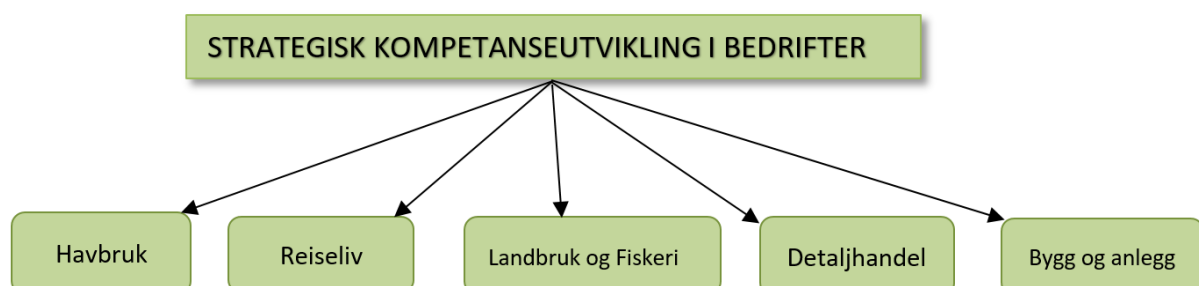 STRATEGISK KOMPETANSEUTVIKLING I BEDRIFTER
Havbruk
Reiseliv
Landbruk og Fiskeri
Detaljhandel
Bygg og anlegg